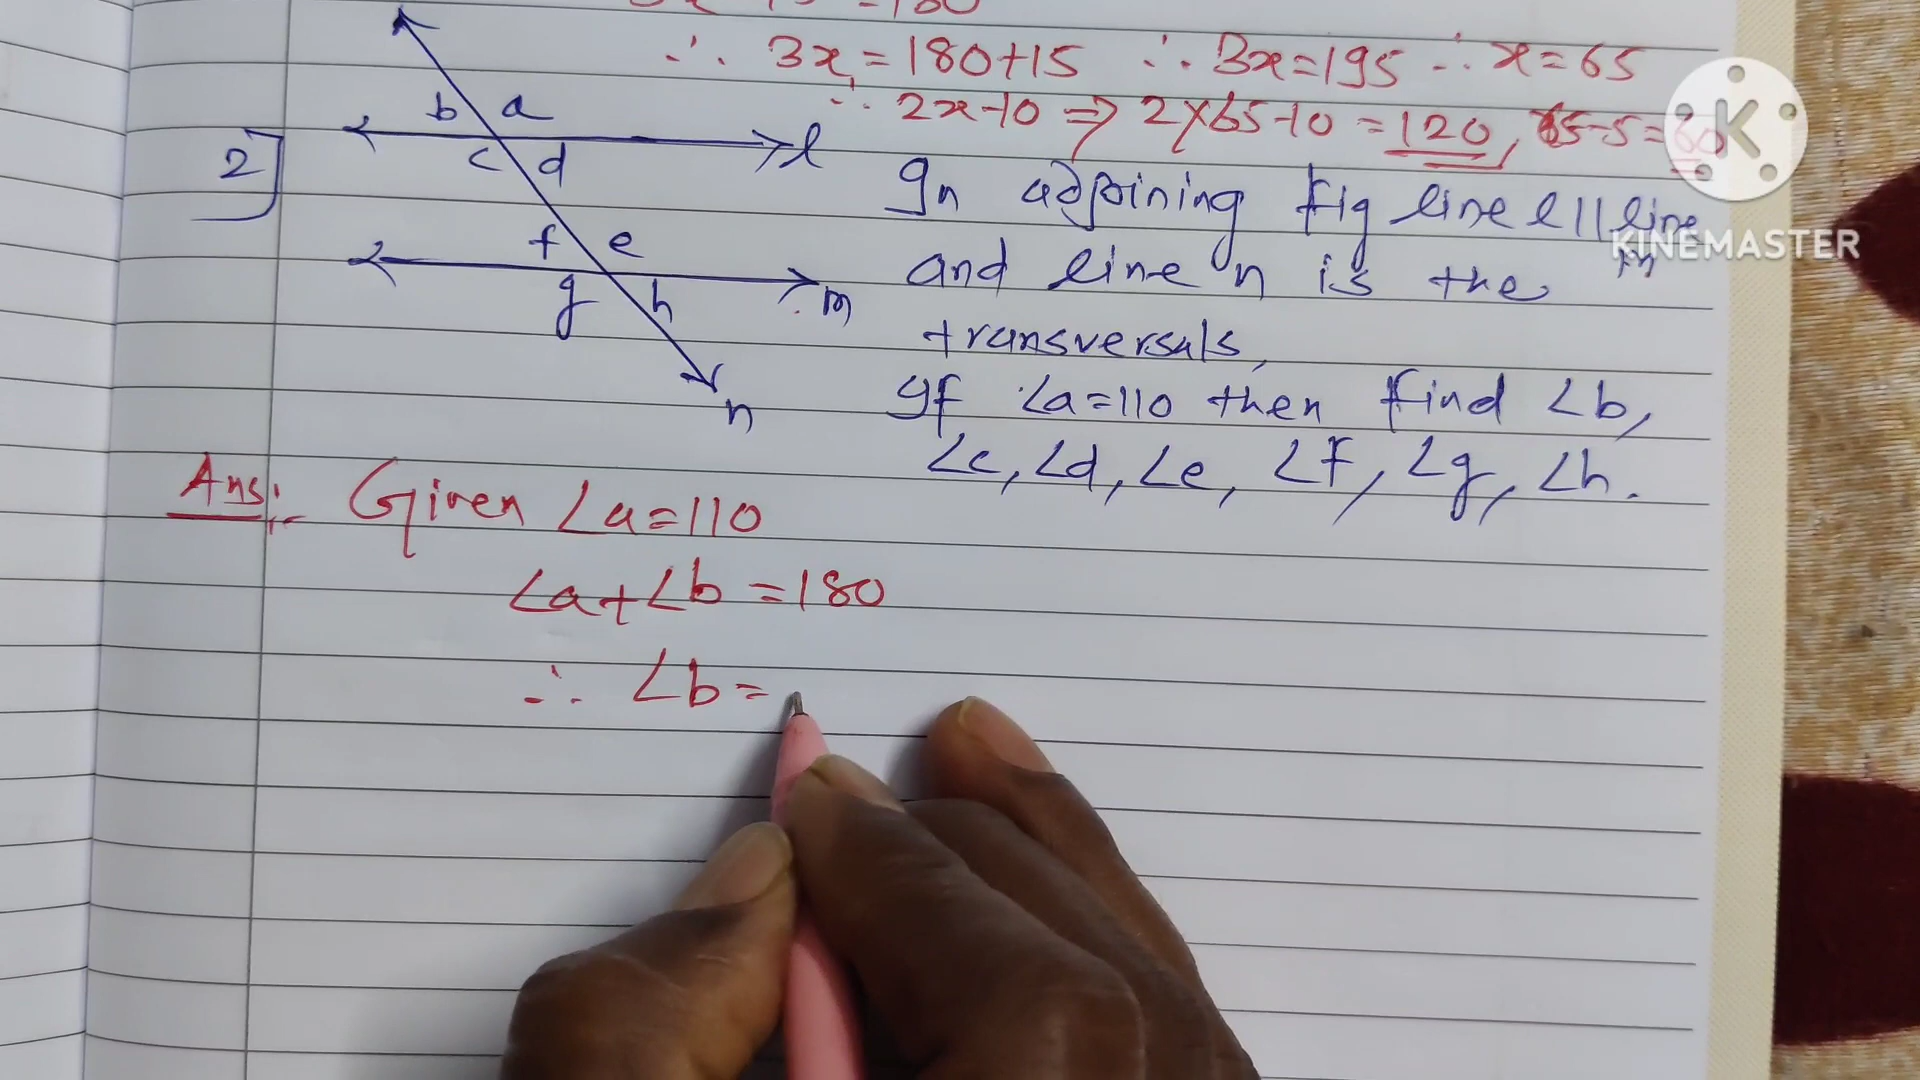 ∴ 3x = 180+15 ∴ 3x=195 ∴ x=65
∴ 2x-10 ⇒ 2×65-10 = 120,
b a
l
2]
c d
In adjoining Fig line l || line m
KINEMASTER
f e
and line n is the
g h
m
transversals,
n
If ∠a=110 then Find ∠b,
∠c, ∠d, ∠e, ∠F, ∠g, ∠h.
Ans:- Given ∠a=110
∠a+∠b =180
∴ ∠b=